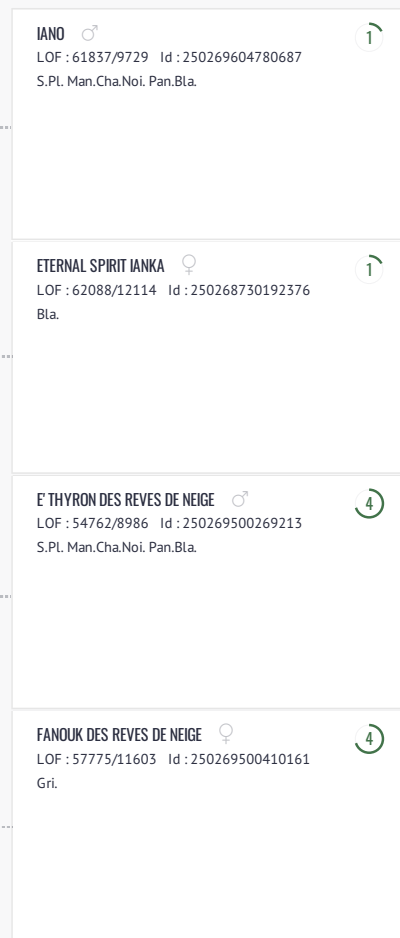 IANO ♂ 1
LOF : 61837/9729 Id : 250269604780687
S.Pl. Man.Cha.Noi. Pan.Bla.
ETERNAL SPIRIT IANKA ♀ 1
LOF : 62088/12114 Id : 250268730192376
Bla.
E' THYRON DES REVES DE NEIGE ♂ 4
LOF : 54762/8986 Id : 250269500269213
S.Pl. Man.Cha.Noi. Pan.Bla.
FANOUK DES REVES DE NEIGE ♀ 4
LOF : 57775/11603 Id : 250269500410161
Gri.